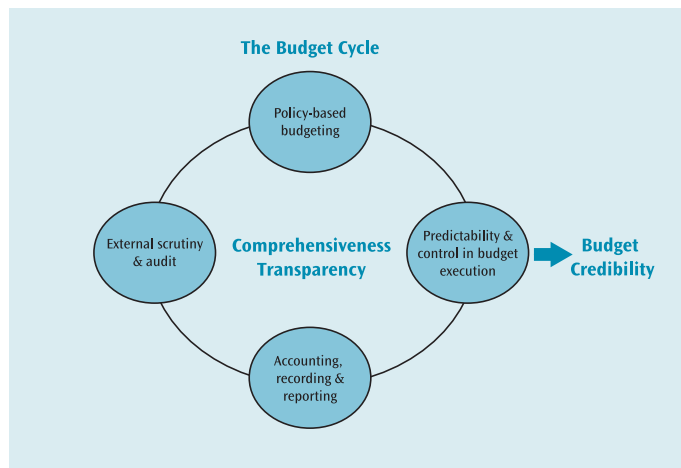 The Budget Cycle
Policy-based
budgeting
External scrutiny
& audit
Comprehensiveness
Transparency
Predictability &
control in budget
execution
Budget
Credibility
Accounting,
recording &
reporting